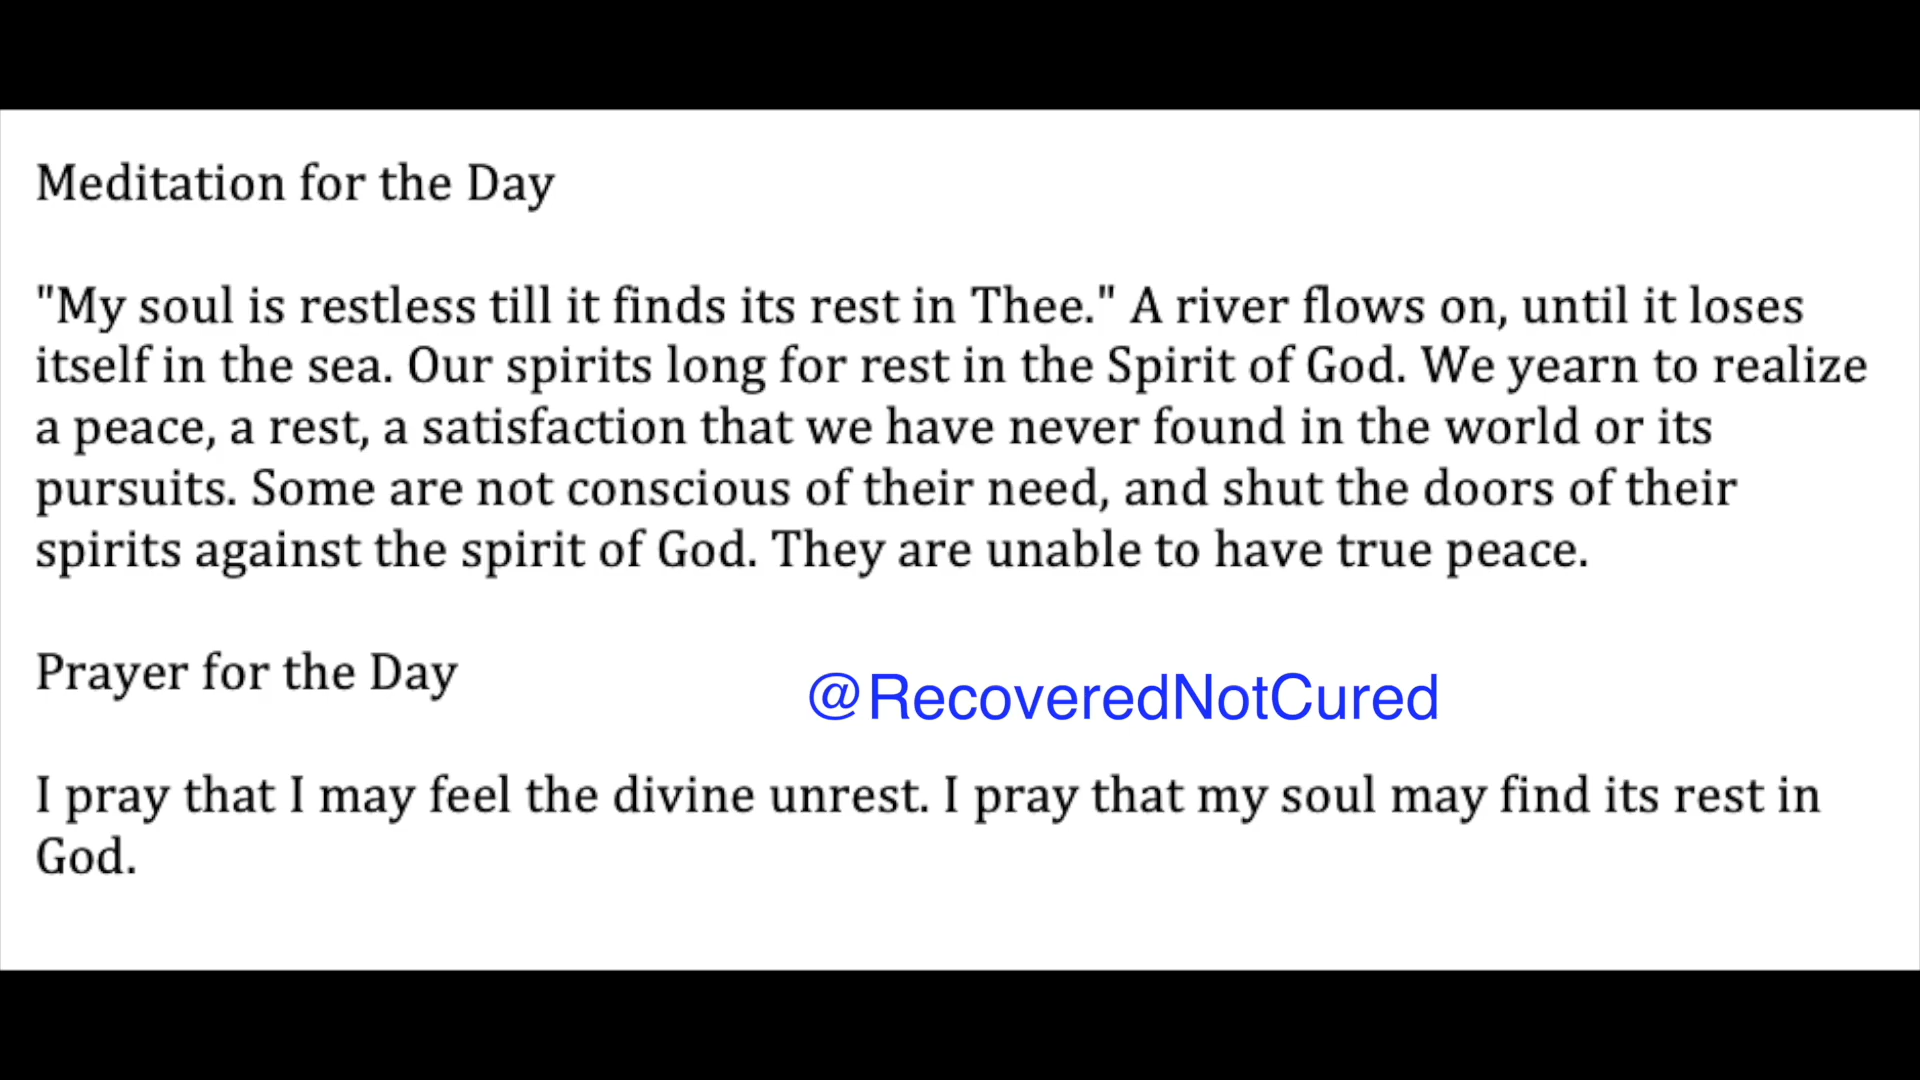 Meditation for the Day
"My soul is restless till it finds its rest in Thee." A river flows on, until it loses
itself in the sea. Our spirits long for rest in the Spirit of God. We yearn to realize
a peace, a rest, a satisfaction that we have never found in the world or its
pursuits. Some are not conscious of their need, and shut the doors of their
spirits against the spirit of God. They are unable to have true peace.
Prayer for the Day
@RecoveredNotCured
I pray that I may feel the divine unrest. I pray that my soul may find its rest in
God.